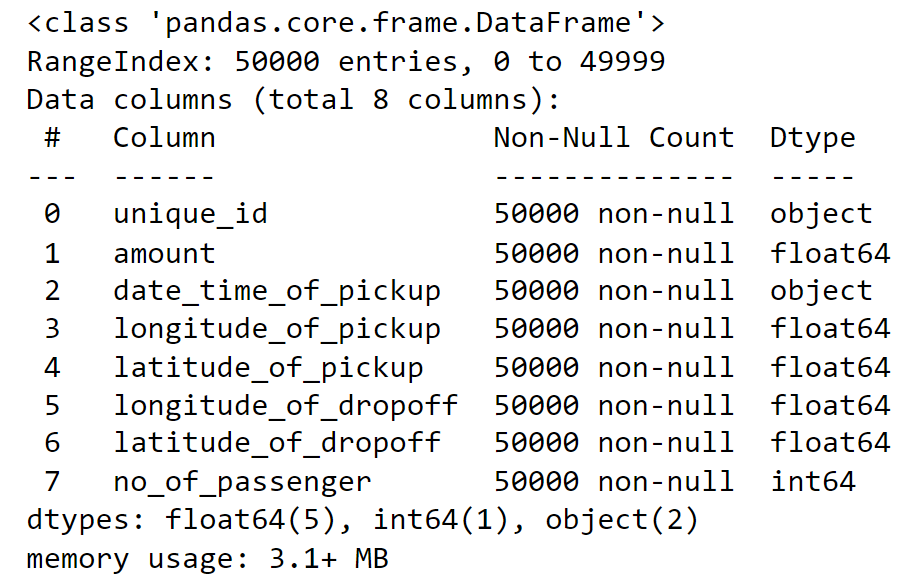 <class 'pandas.core.frame.DataFrame'>
RangeIndex: 50000 entries, 0 to 49999
Data columns (total 8 columns):
 #   Column                Non-Null Count  Dtype
---  ------                --------------  -----
 0   unique_id             50000 non-null  object
 1   amount                50000 non-null  float64
 2   date_time_of_pickup   50000 non-null  object
 3   longitude_of_pickup   50000 non-null  float64
 4   latitude_of_pickup    50000 non-null  float64
 5   longitude_of_dropoff  50000 non-null  float64
 6   latitude_of_dropoff   50000 non-null  float64
 7   no_of_passenger       50000 non-null  int64
dtypes: float64(5), int64(1), object(2)
memory usage: 3.1+ MB